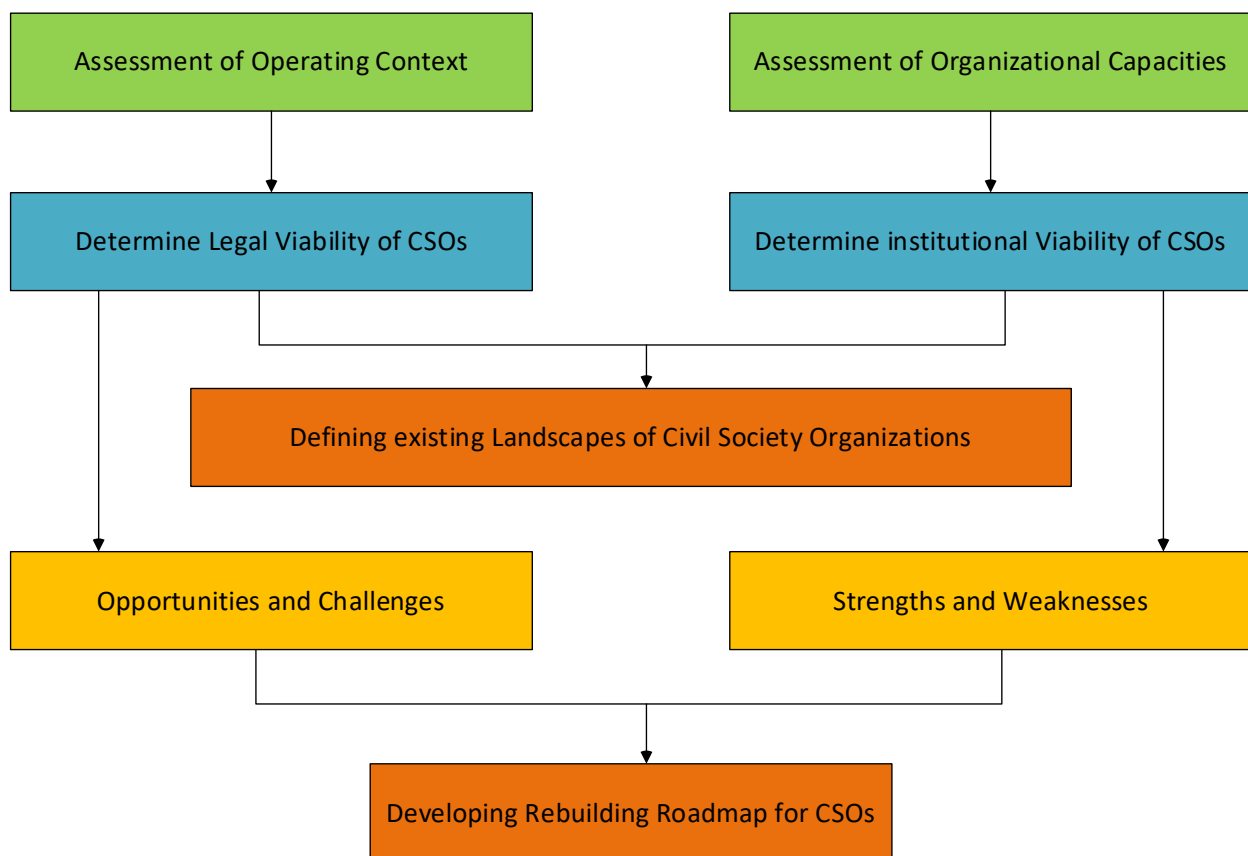 Assessment of Operating Context
Assessment of Organizational Capacities
Determine Legal Viability of CSOs
Determine institutional Viability of CSOs
Defining existing Landscapes of Civil Society Organizations
Opportunities and Challenges
Strengths and Weaknesses
Developing Rebuilding Roadmap for CSOs